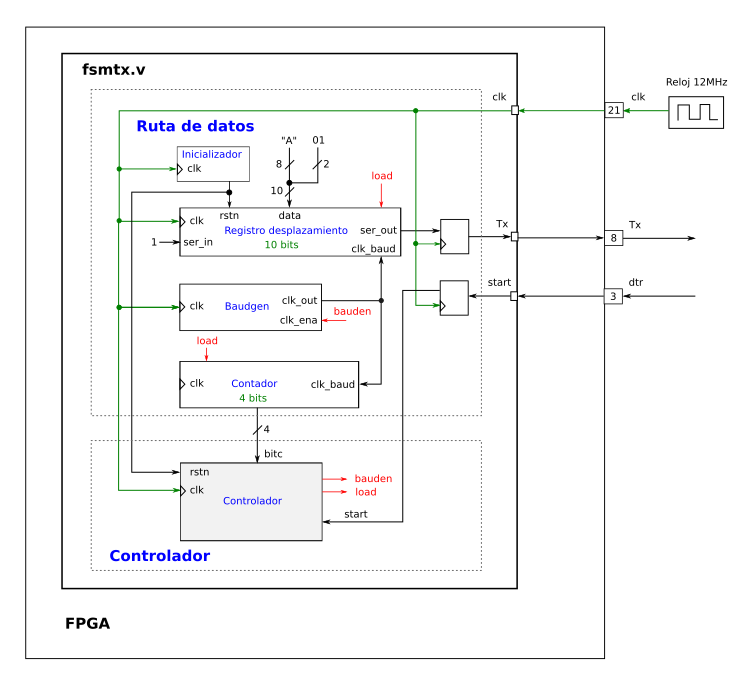 fsmtx.v
Reloj 12MHz
clk
21
clk
Ruta de datos
"A"
01
Inicializador
clk
8
2
10
load
rstn
data
clk
Registro desplazamiento
ser_out
1
ser_in
10 bits
clk_baud
Tx
8
Tx
start
3
dtr
clk
Baudgen
clk_out
clk_ena
bauden
load
clk
Contador
clk_baud
4 bits
4
bitc
rstn
clk
Controlador
bauden
load
start
Controlador
FPGA